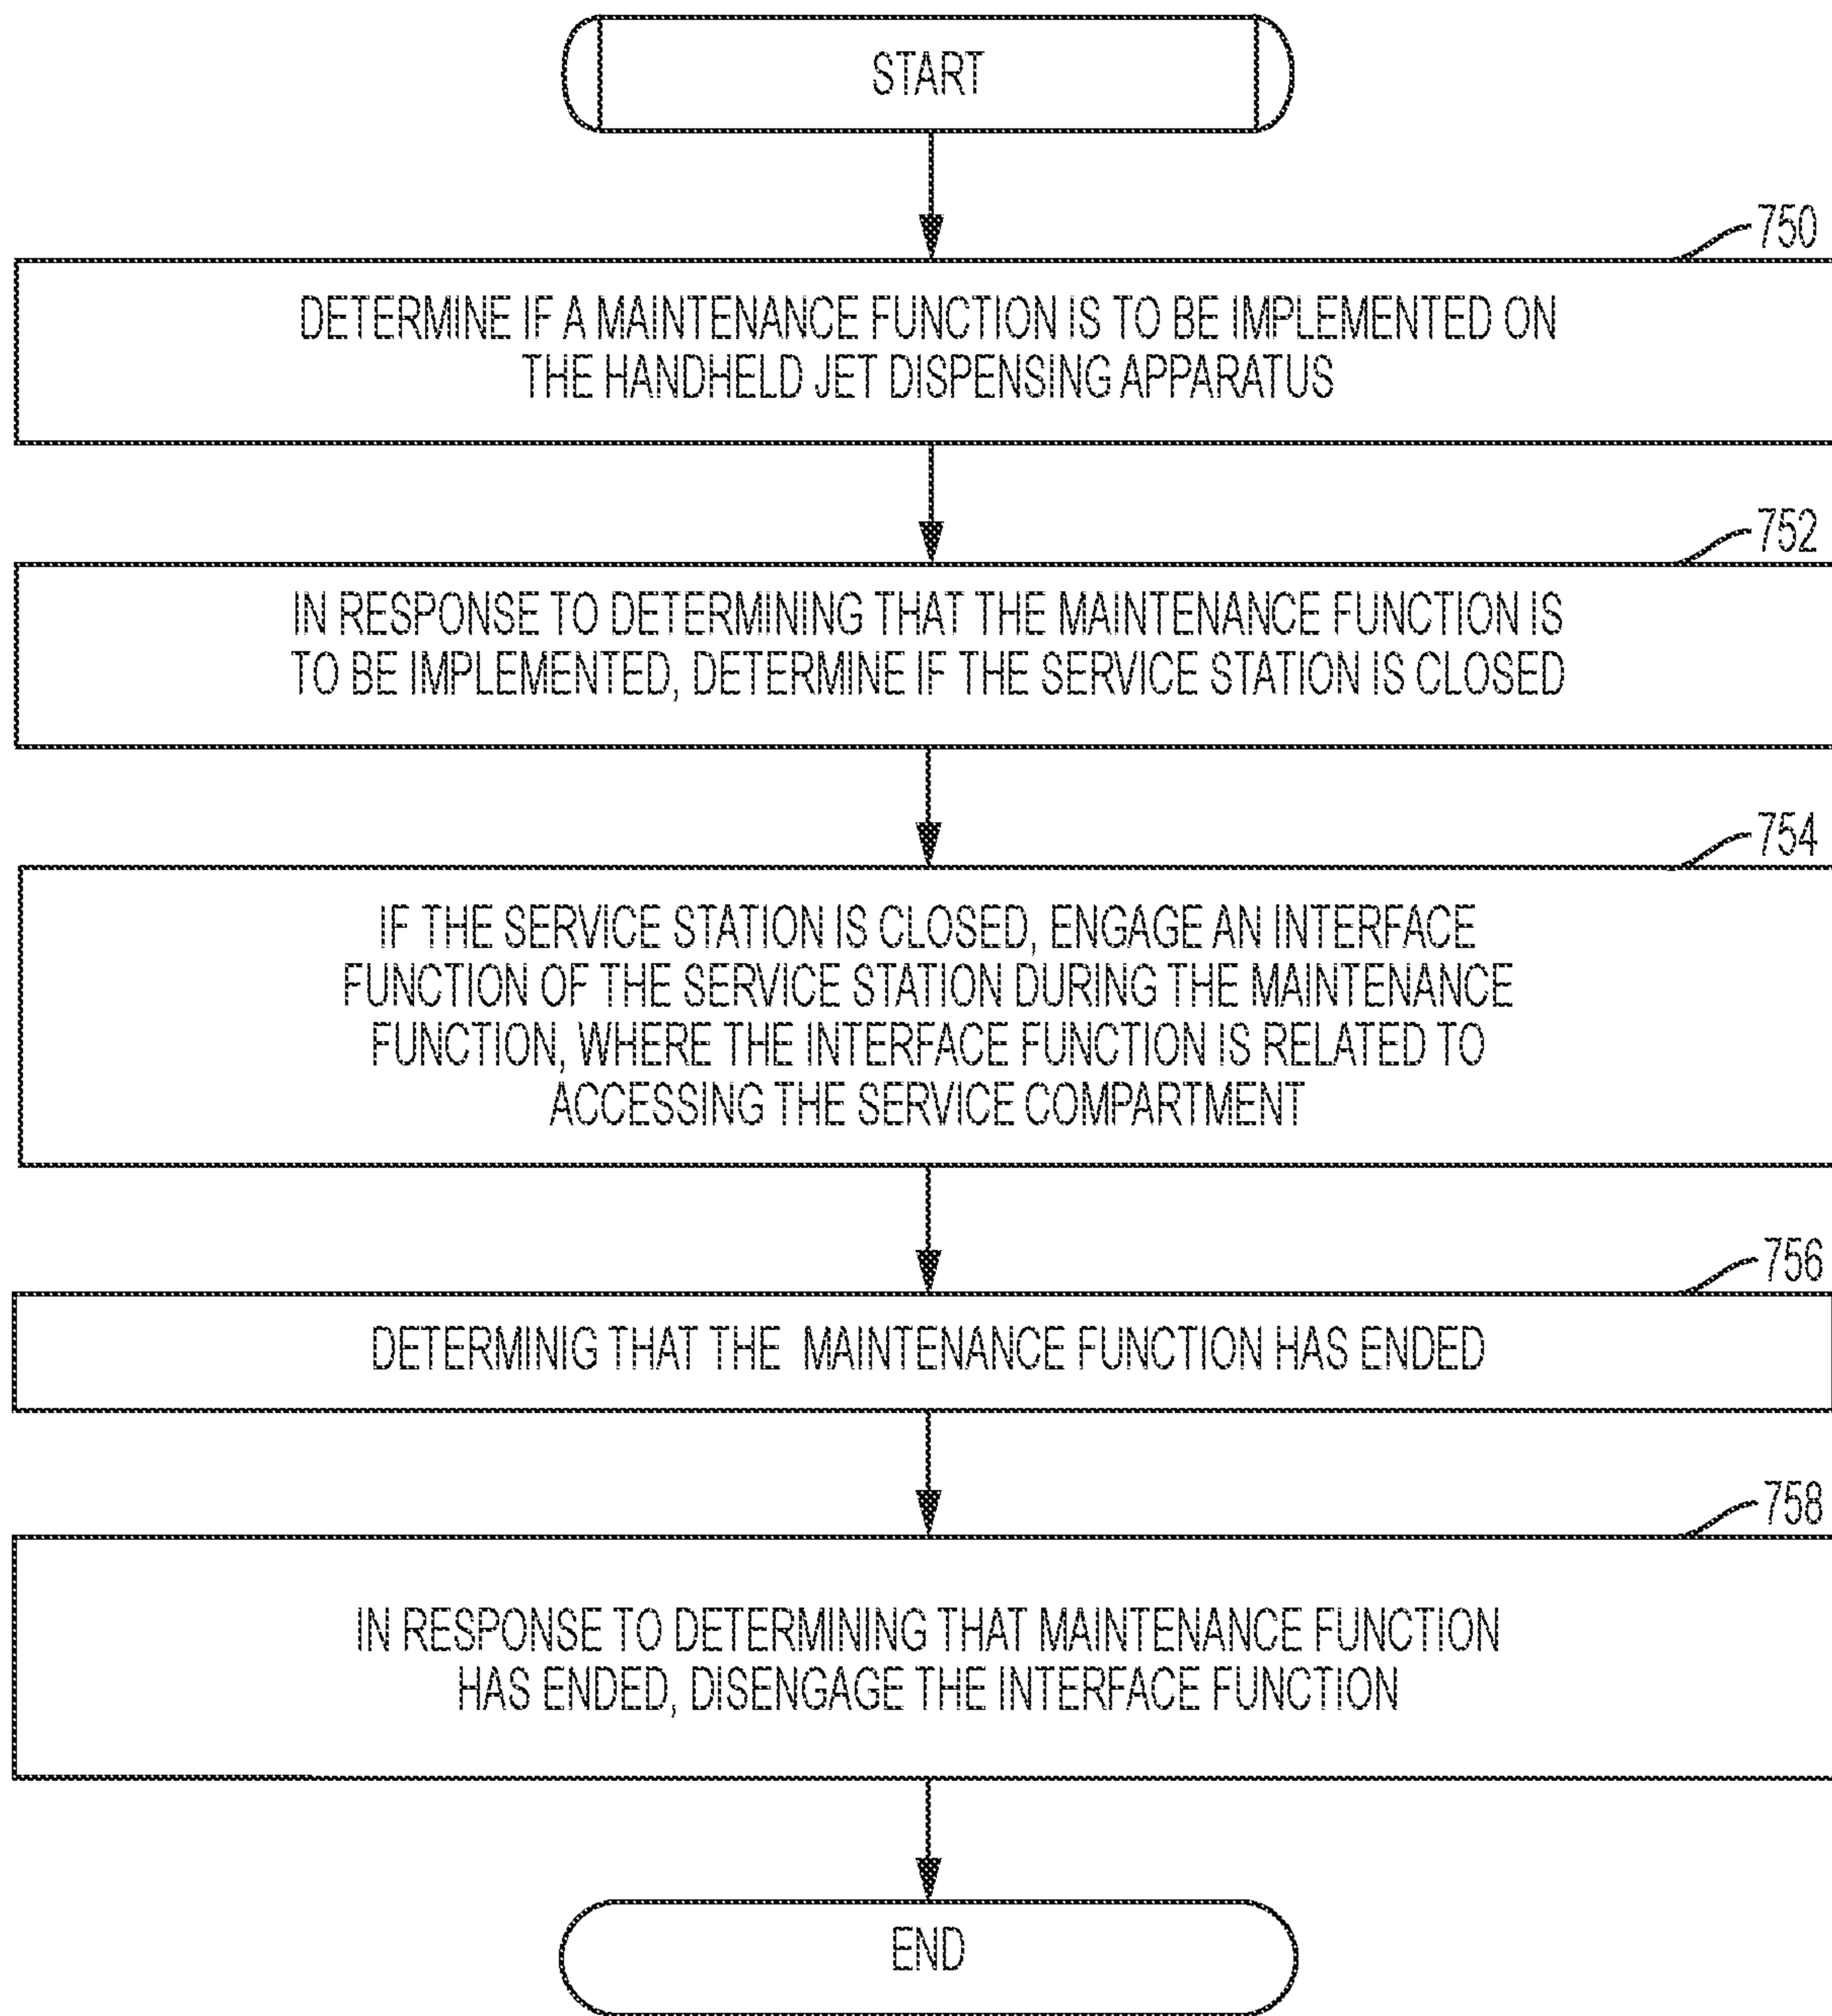 START
750
DETERMINE IF A MAINTENANCE FUNCTION IS TO BE IMPLEMENTED ON
THE HANDHELD JET DISPENSING APPARATUS
752
IN RESPONSE TO DETERMINING THAT THE MAINTENANCE FUNCTION IS
TO BE IMPLEMENTED, DETERMINE IF THE SERVICE STATION IS CLOSED
754
IF THE SERVICE STATION IS CLOSED, ENGAGE AN INTERFACE
FUNCTION OF THE SERVICE STATION DURING THE MAINTENANCE
FUNCTION, WHERE THE INTERFACE FUNCTION IS RELATED TO
ACCESSING THE SERVICE COMPARTMENT
756
DETERMINIG THAT THE MAINTENANCE FUNCTION HAS ENDED
758
IN RESPONSE TO DETERMINING THAT MAINTENANCE FUNCTION
HAS ENDED, DISENGAGE THE INTERFACE FUNCTION
END